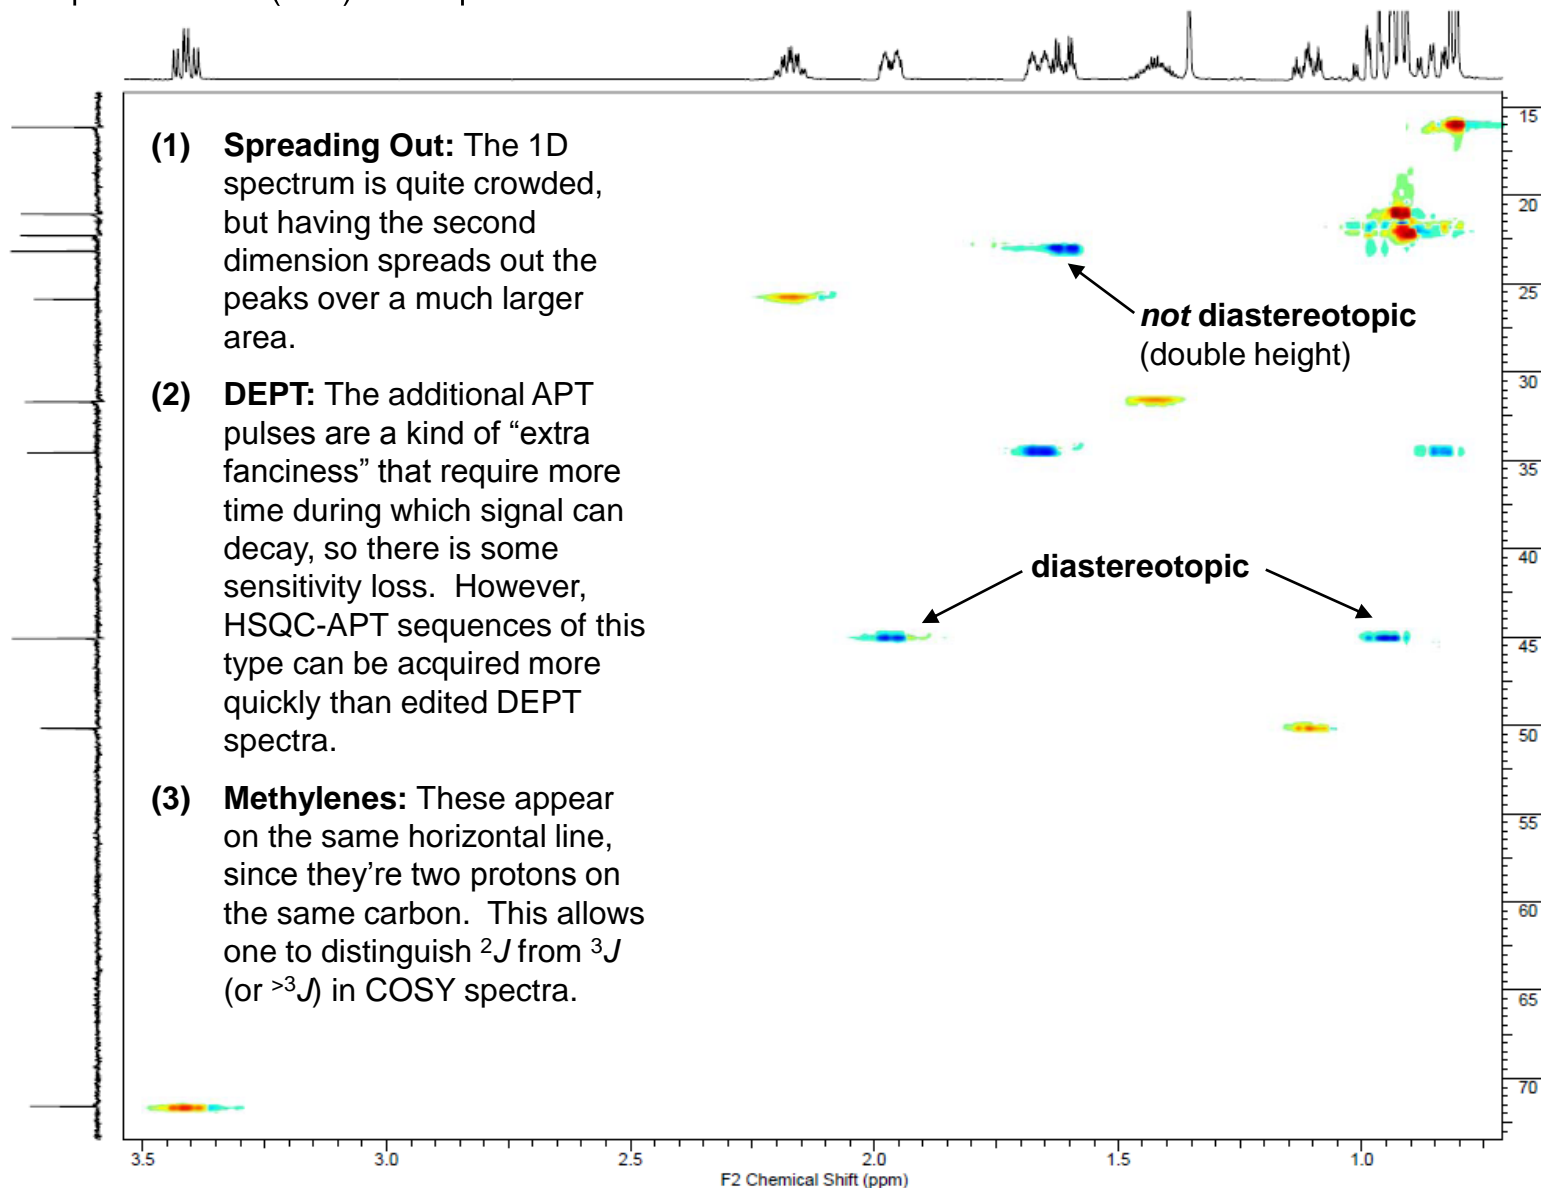 (1) Spreading Out: The 1D
spectrum is quite crowded,
but having the second
dimension spreads out the
peaks over a much larger
area.
(2) DEPT: The additional APT
pulses are a kind of “extra
fanciness” that require more
time during which signal can
decay, so there is some
sensitivity loss. However,
HSQC-APT sequences of this
type can be acquired more
quickly than edited DEPT
spectra.
(3) Methylenes: These appear
on the same horizontal line,
since they’re two protons on
the same carbon. This allows
one to distinguish ²J from ³J
(or >³J) in COSY spectra.
not diastereotopic
(double height)
diastereotopic
15
20
25
30
35
40
45
50
55
60
65
70
3.5 3.0 2.5 2.0 1.5 1.0
F2 Chemical Shift (ppm)